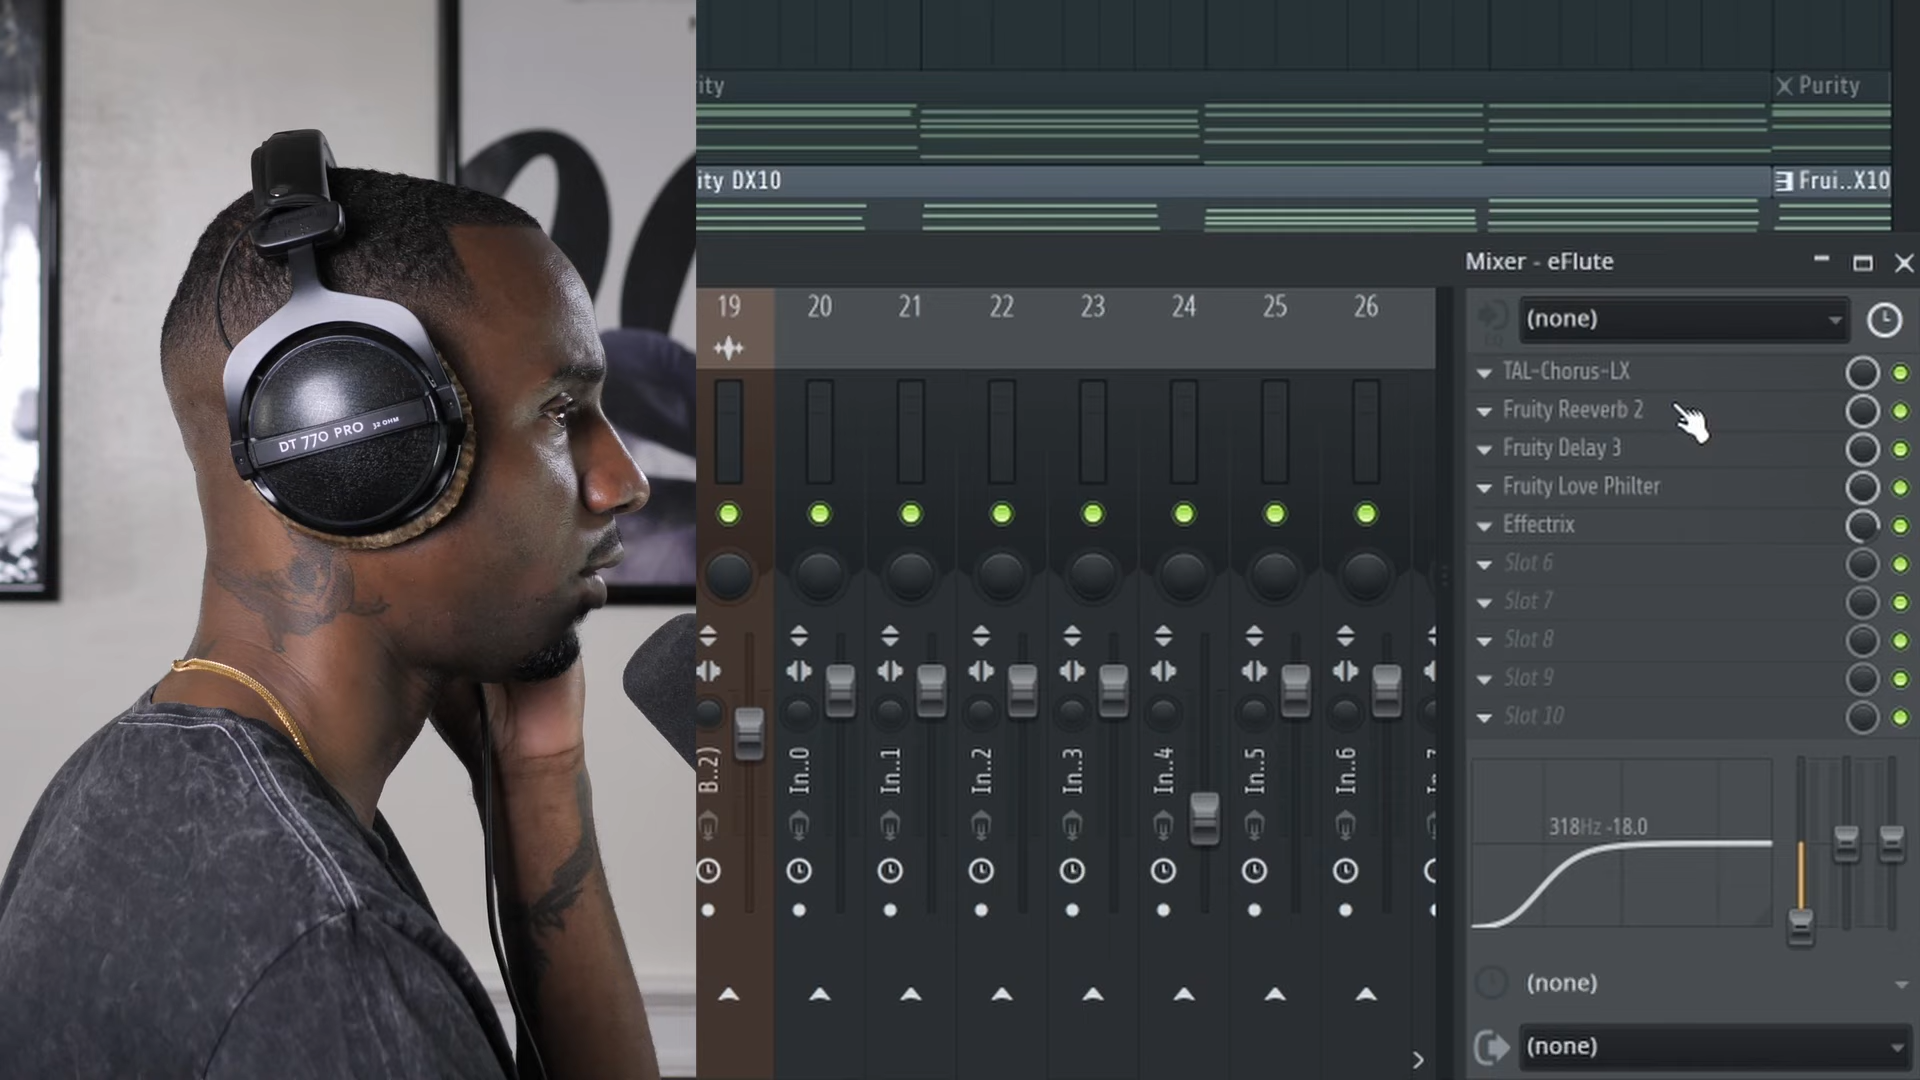 DT 770 PRO 32 OHM
ity
Purity
ity DX10
Frui..X10
Mixer - eFlute
19 20 21 22 23 24 25 26
(none)
TAL-Chorus-LX
Fruity Reeverb 2
Fruity Delay 3
Fruity Love Philter
Effectrix
Slot 6
Slot 7
Slot 8
Slot 9
Slot 10
B..2) In..0 In..1 In..2 In..3 In..4 In..5 In..6
318Hz -18.0
(none)
(none)